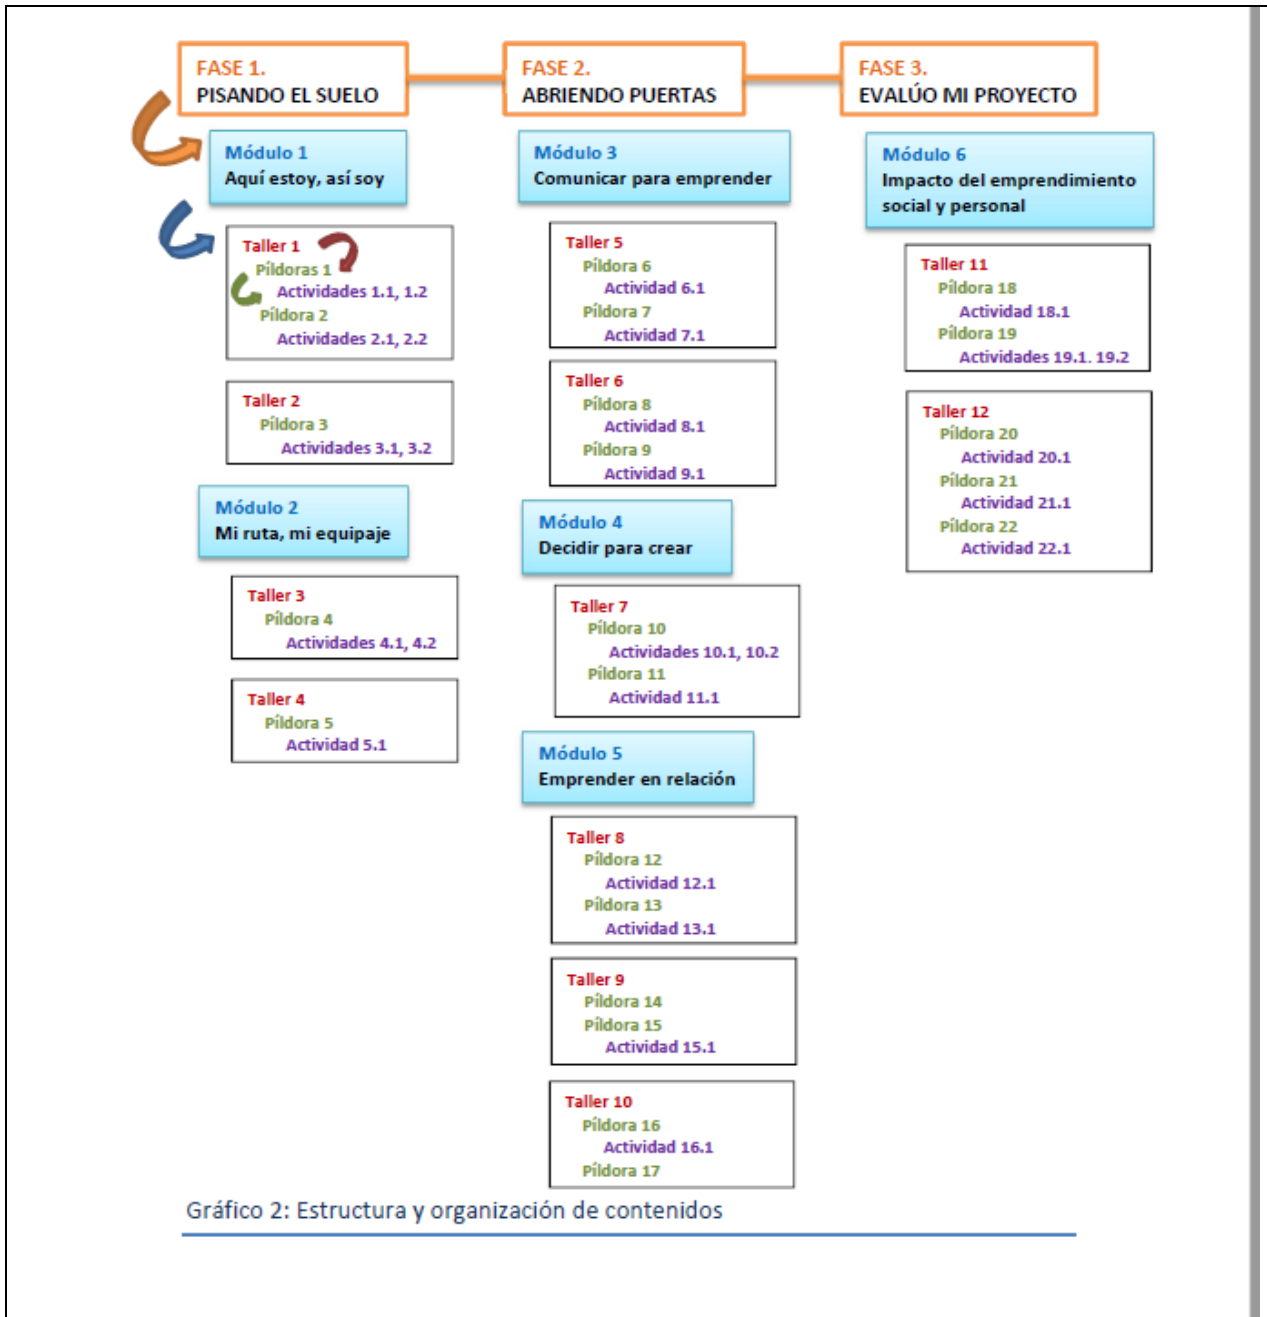 FASE 1.
PISANDO EL SUELO
FASE 2.
ABRIENDO PUERTAS
FASE 3.
EVALÚO MI PROYECTO
Módulo 1
Aquí estoy, así soy
Taller 1
Píldoras 1
Actividades 1.1, 1.2
Píldora 2
Actividades 2.1, 2.2
Taller 2
Píldora 3
Actividades 3.1, 3.2
Módulo 2
Mi ruta, mi equipaje
Taller 3
Píldora 4
Actividades 4.1, 4.2
Taller 4
Píldora 5
Actividad 5.1
Módulo 3
Comunicar para emprender
Taller 5
Píldora 6
Actividad 6.1
Píldora 7
Actividad 7.1
Taller 6
Píldora 8
Actividad 8.1
Píldora 9
Actividad 9.1
Módulo 4
Decidir para crear
Taller 7
Píldora 10
Actividades 10.1, 10.2
Píldora 11
Actividad 11.1
Módulo 5
Emprender en relación
Taller 8
Píldora 12
Actividad 12.1
Píldora 13
Actividad 13.1
Taller 9
Píldora 14
Píldora 15
Actividad 15.1
Taller 10
Píldora 16
Actividad 16.1
Píldora 17
Módulo 6
Impacto del emprendimiento
social y personal
Taller 11
Píldora 18
Actividad 18.1
Píldora 19
Actividades 19.1. 19.2
Taller 12
Píldora 20
Actividad 20.1
Píldora 21
Actividad 21.1
Píldora 22
Actividad 22.1
Gráfico 2: Estructura y organización de contenidos